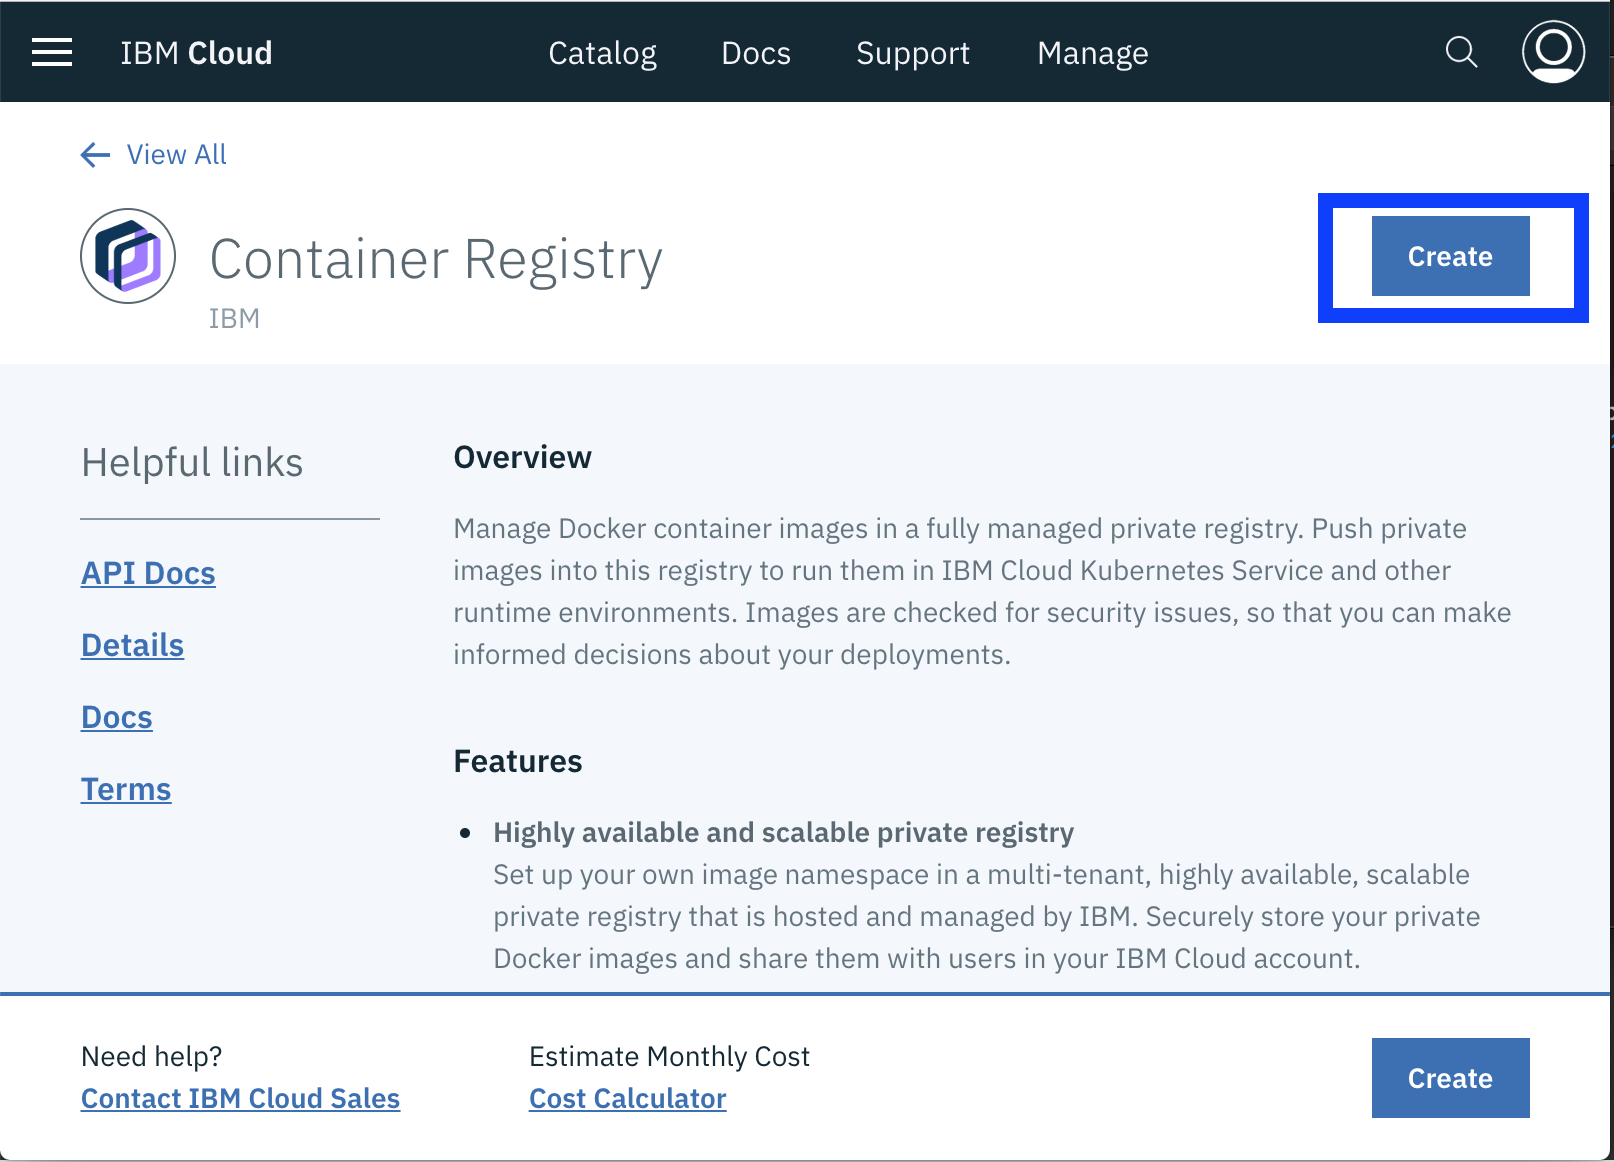 IBM Cloud Catalog Docs Support Manage
View All
Container Registry
IBM
Create
Helpful links
API Docs
Details
Docs
Terms
Overview
Manage Docker container images in a fully managed private registry. Push private
images into this registry to run them in IBM Cloud Kubernetes Service and other
runtime environments. Images are checked for security issues, so that you can make
informed decisions about your deployments.
Features
• Highly available and scalable private registry
Set up your own image namespace in a multi-tenant, highly available, scalable
private registry that is hosted and managed by IBM. Securely store your private
Docker images and share them with users in your IBM Cloud account.
Need help?
Contact IBM Cloud Sales
Estimate Monthly Cost
Cost Calculator
Create